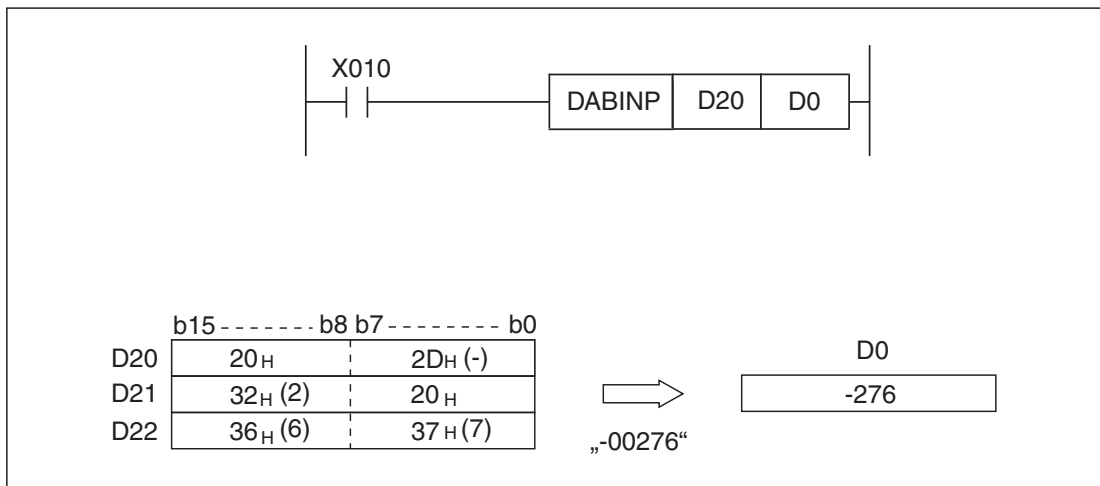 X010
DABINP D20 D0
b15 - - - - - - - b8 b7 - - - - - - - - b0
D20 20H 2DH (-)
D21 32H (2) 20H
D22 36H (6) 37H (7)
„-00276“
D0
-276